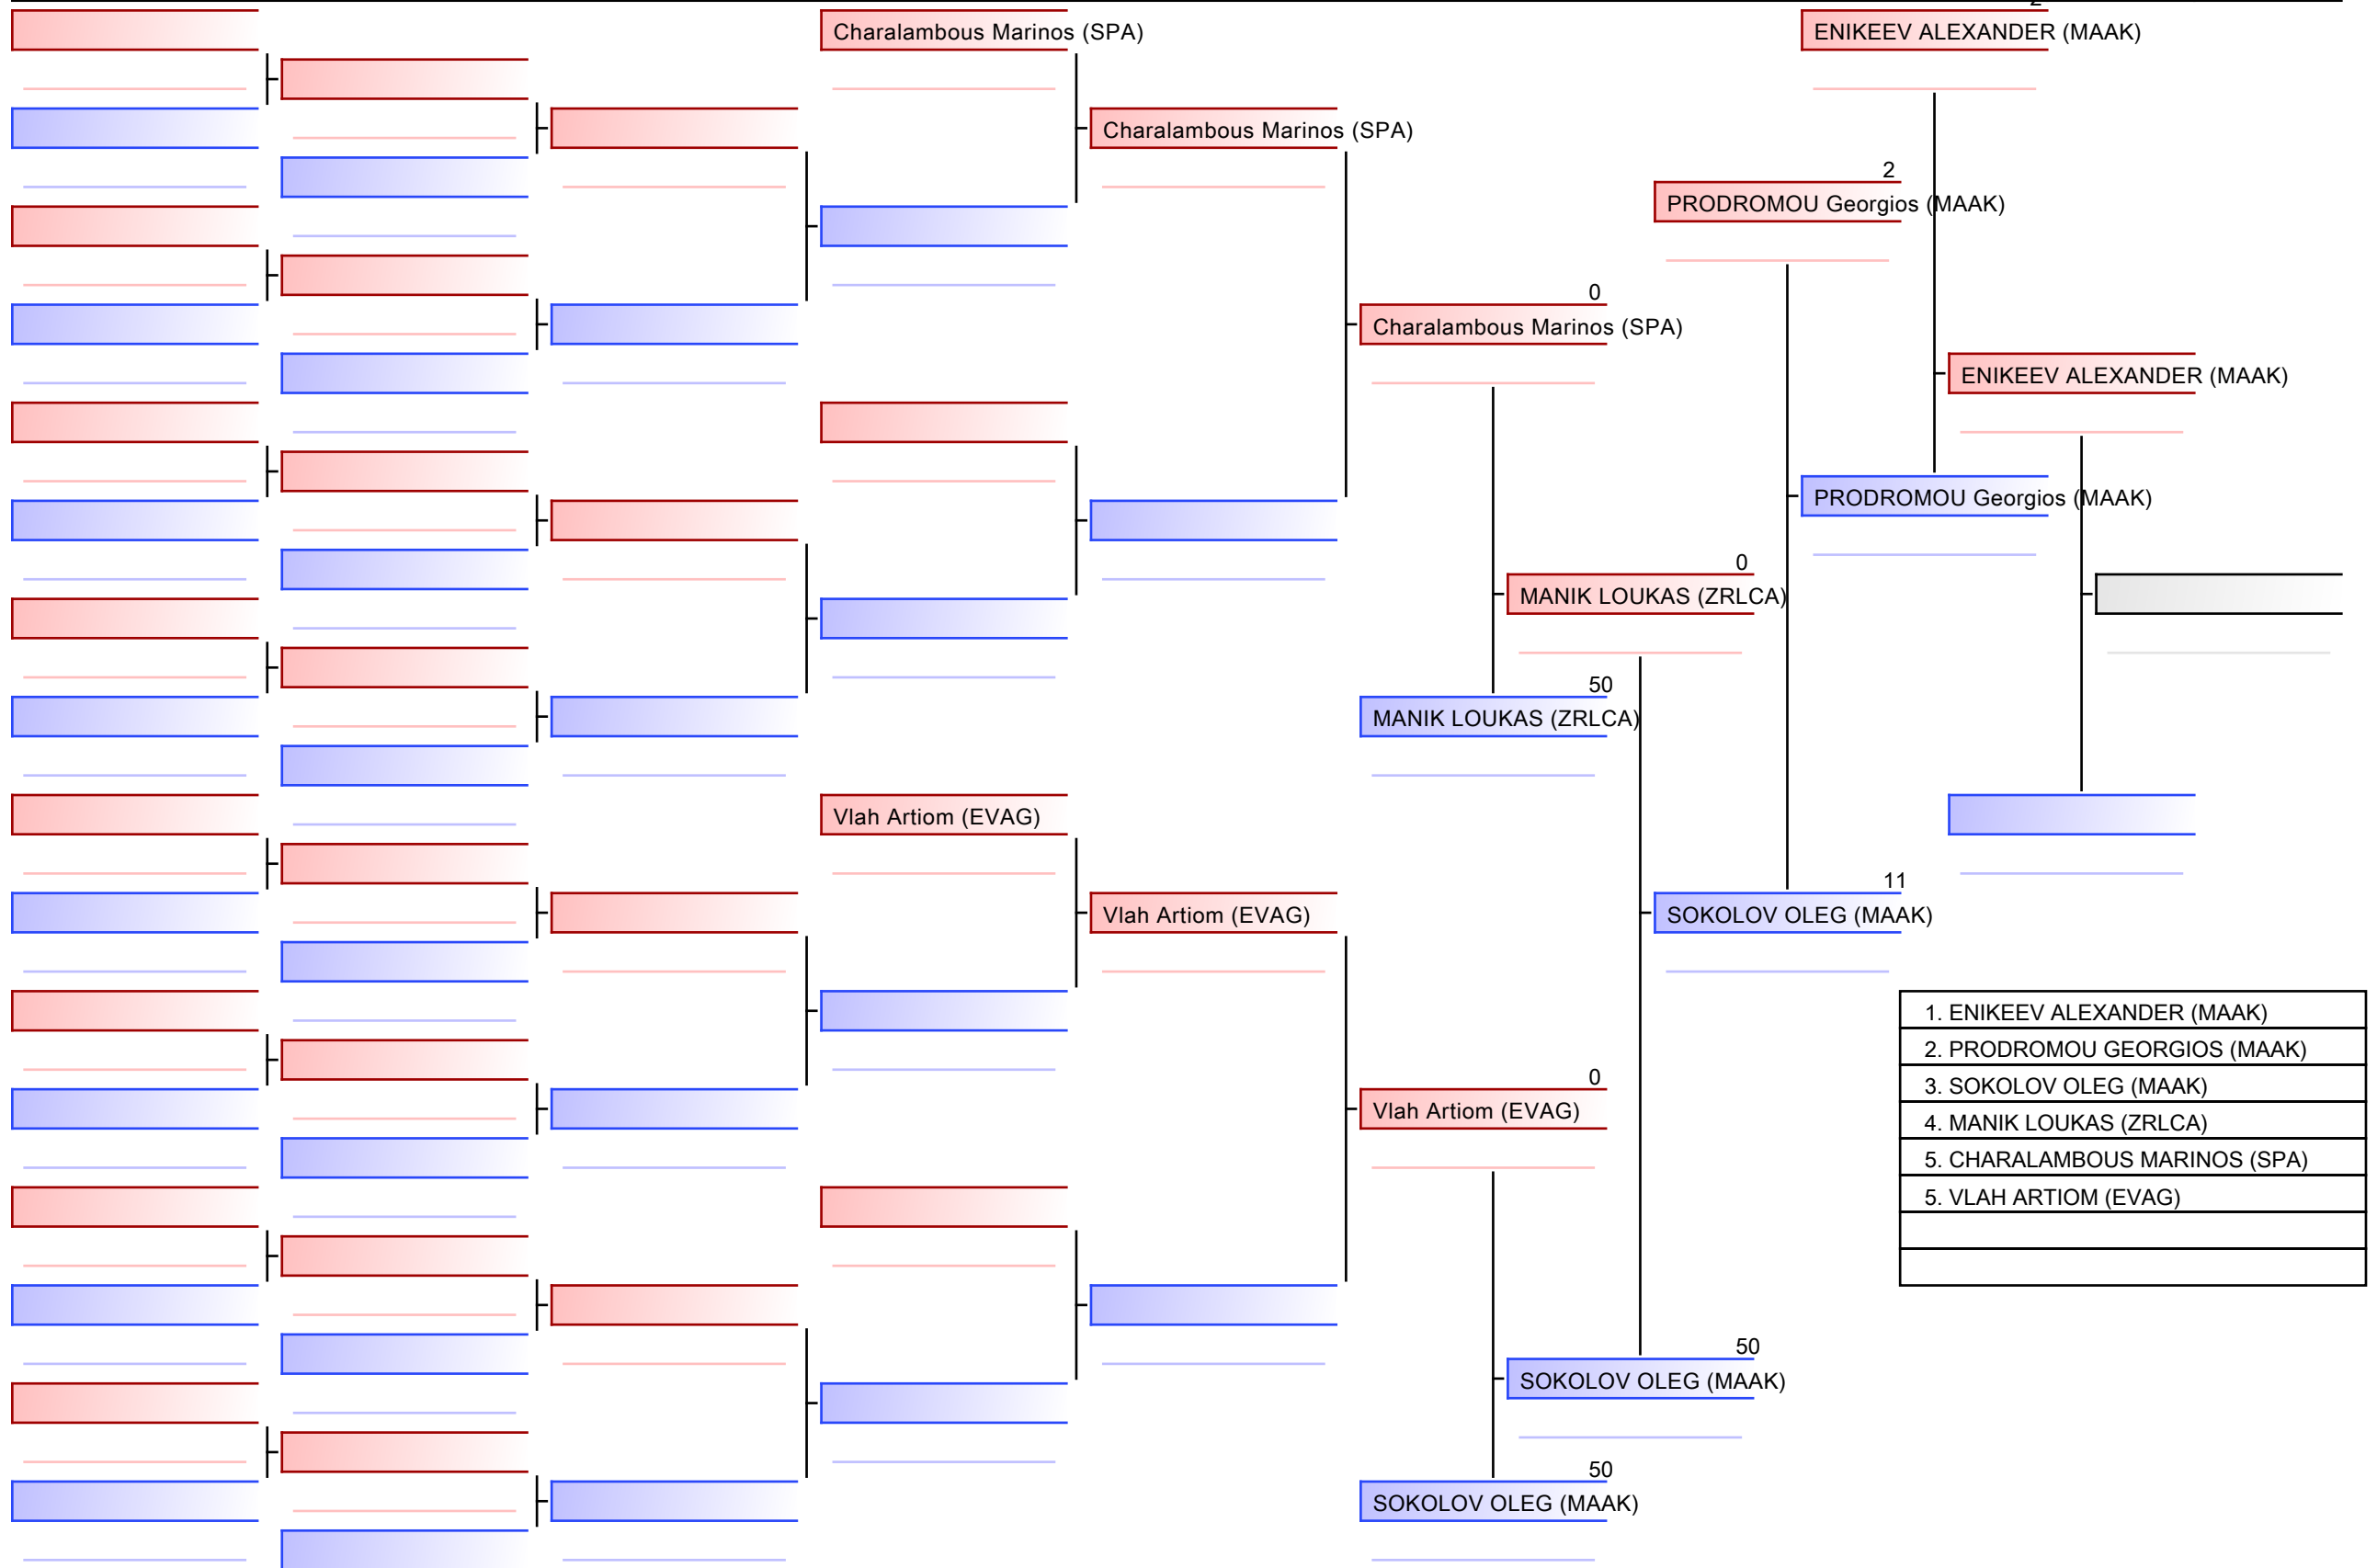 Charalambous Marinos (SPA)
ENIKEEV ALEXANDER (MAAK)
Charalambous Marinos (SPA)
2
PRODROMOU Georgios (MAAK)
0
Charalambous Marinos (SPA)
ENIKEEV ALEXANDER (MAAK)
PRODROMOU Georgios (MAAK)
0
MANIK LOUKAS (ZRLCA)
50
MANIK LOUKAS (ZRLCA)
Vlah Artiom (EVAG)
11
Vlah Artiom (EVAG)
SOKOLOV OLEG (MAAK)
1. ENIKEEV ALEXANDER (MAAK)
2. PRODROMOU GEORGIOS (MAAK)
3. SOKOLOV OLEG (MAAK)
4. MANIK LOUKAS (ZRLCA)
5. CHARALAMBOUS MARINOS (SPA)
5. VLAH ARTIOM (EVAG)
0
Vlah Artiom (EVAG)
50
SOKOLOV OLEG (MAAK)
50
SOKOLOV OLEG (MAAK)